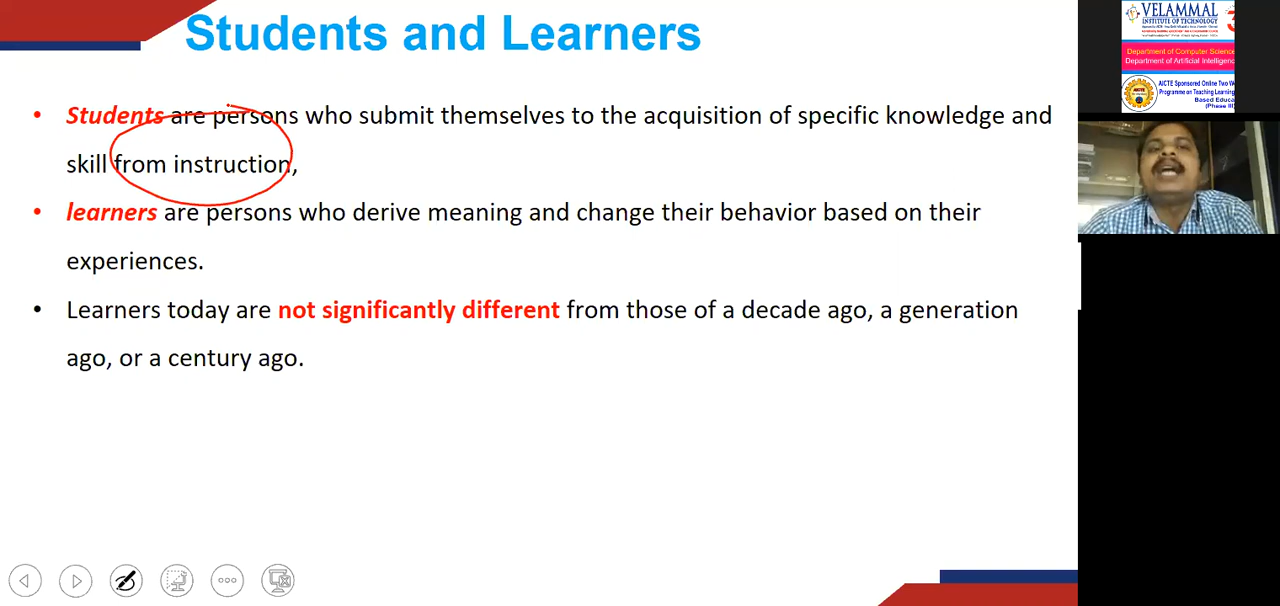 Students and Learners
• Students are persons who submit themselves to the acquisition of specific knowledge and
skill from instruction,
• learners are persons who derive meaning and change their behavior based on their
experiences.
• Learners today are not significantly different from those of a decade ago, a generation
ago, or a century ago.
VELAMMAL
INSTITUTE OF TECHNOLOGY
Department of Computer Science
Department of Artificial Intelligenc
AICTE Sponsored Online Two W
Programme on Teaching Learning
Based Educa
(Phase II